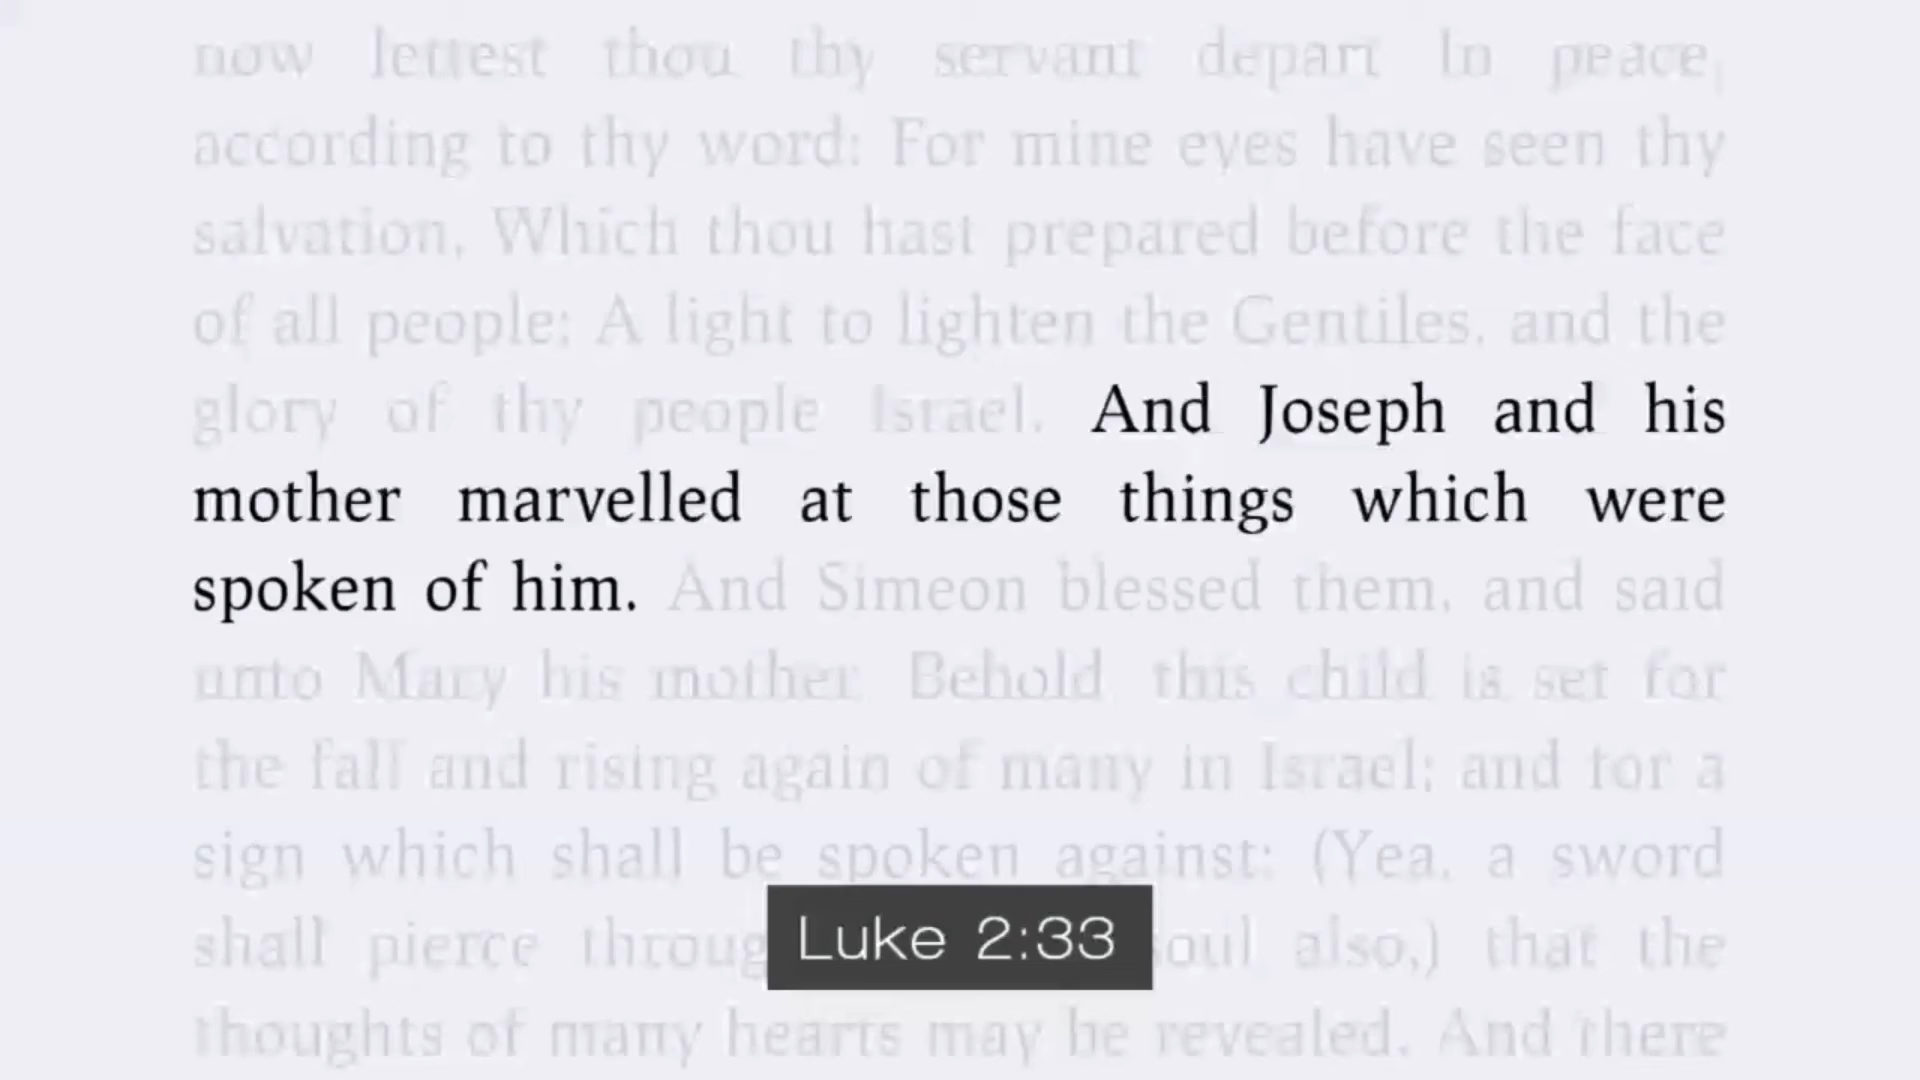 now lettest thou thy servant depart In peace,
according to thy word: For mine eyes have seen thy
salvation, Which thou hast prepared before the face
of all people; A light to lighten the Gentiles, and the
glory of thy people Israel. And Joseph and his
mother marvelled at those things which were
spoken of him. And Simeon blessed them, and said
unto Mary his mother Behold this child is set for
the fall and rising again of many in Israel; and for a
sign which shall be spoken against: (Yea, a sword
shall pierce soul also,) that the
Luke 2:33
thoughts of many hearts may be revealed. And there